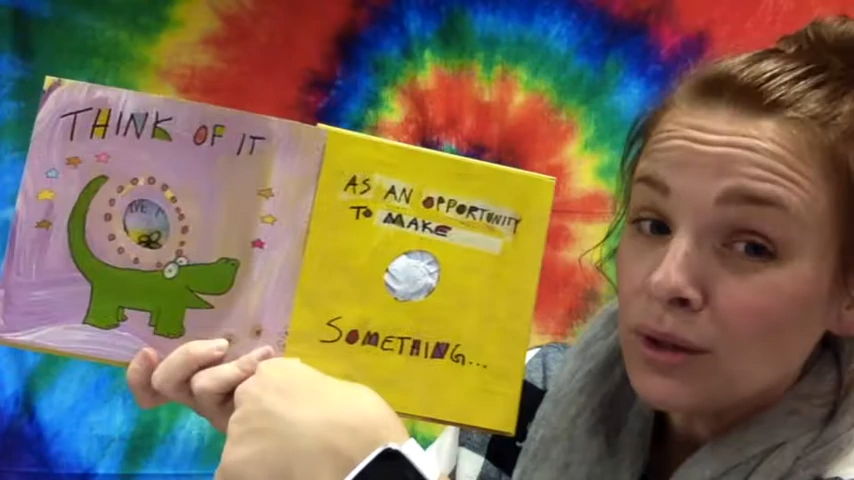 THINK OF IT
AS AN OPPORTUNITY
TO MAKE
SOMETHING...